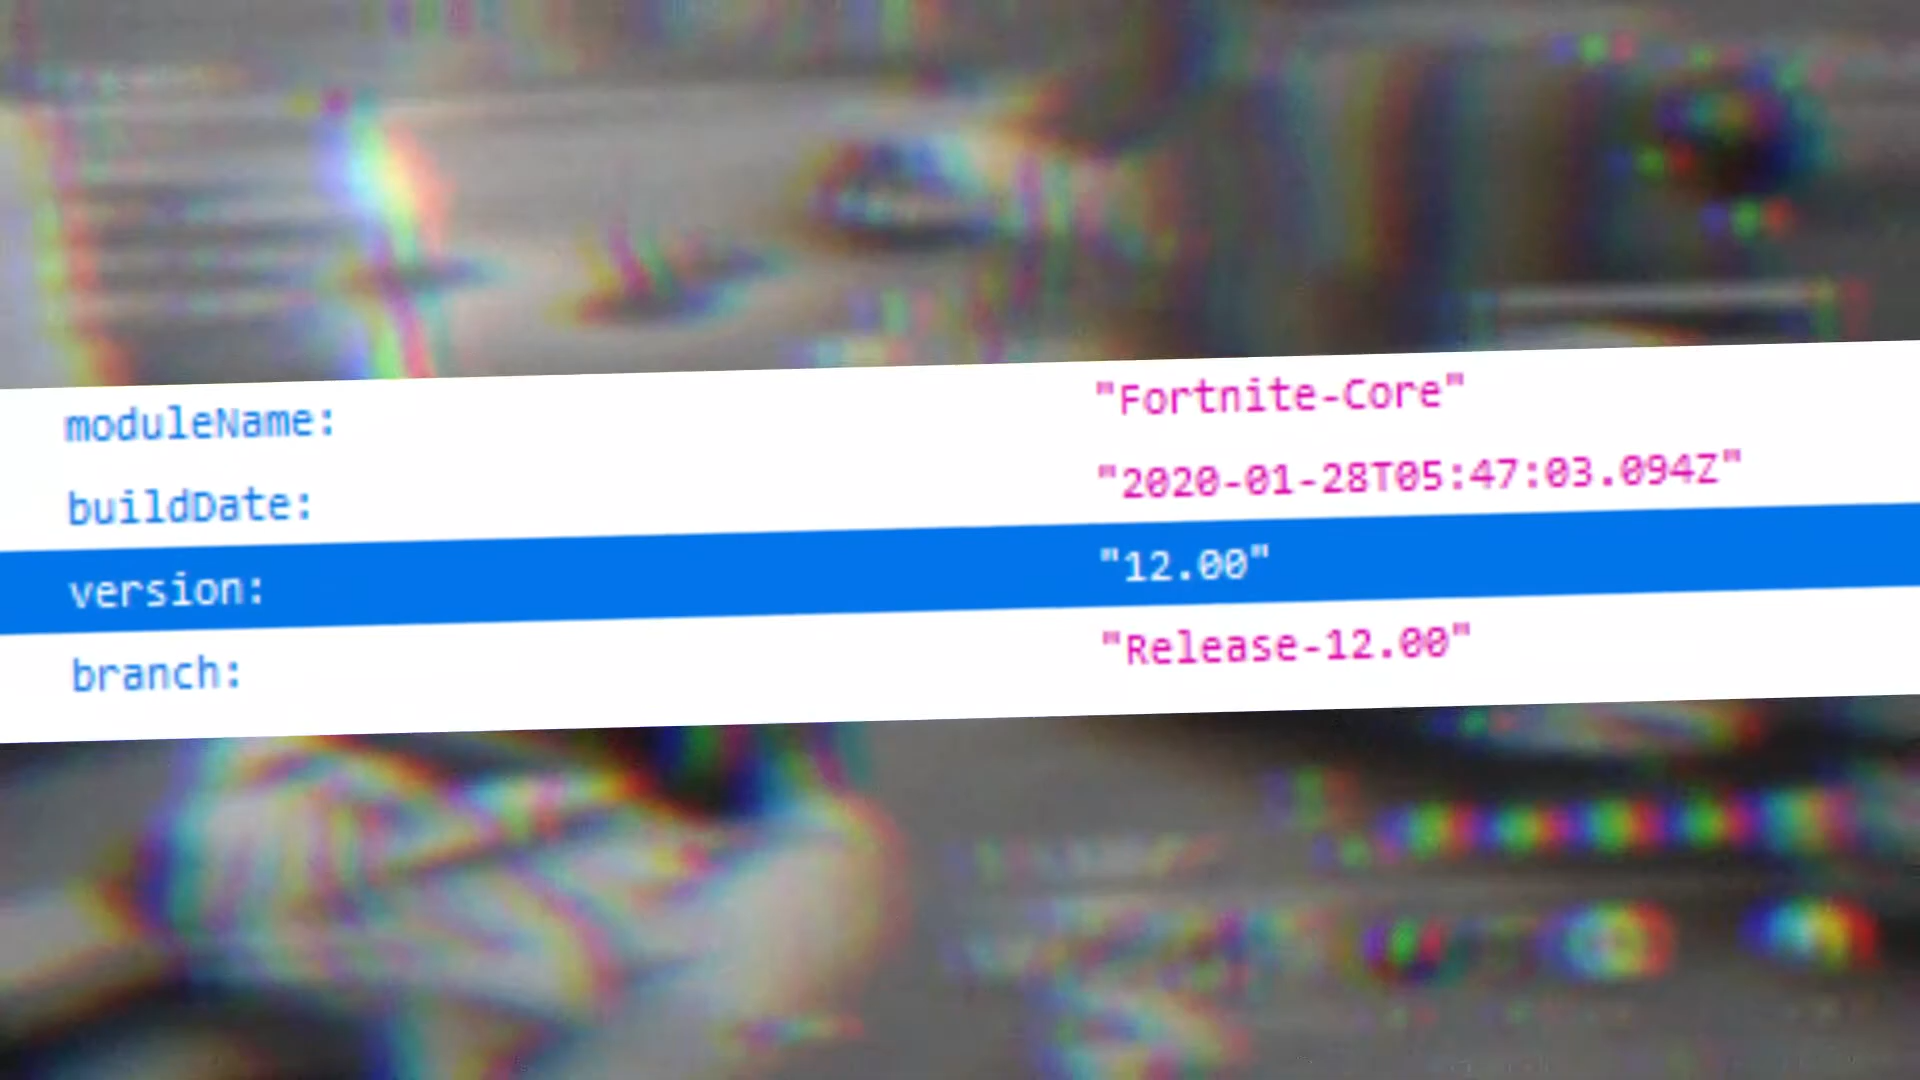 moduleName: "Fortnite-Core"
buildDate: "2020-01-28T05:47:03.094Z"
version: "12.00"
branch: "Release-12.00"